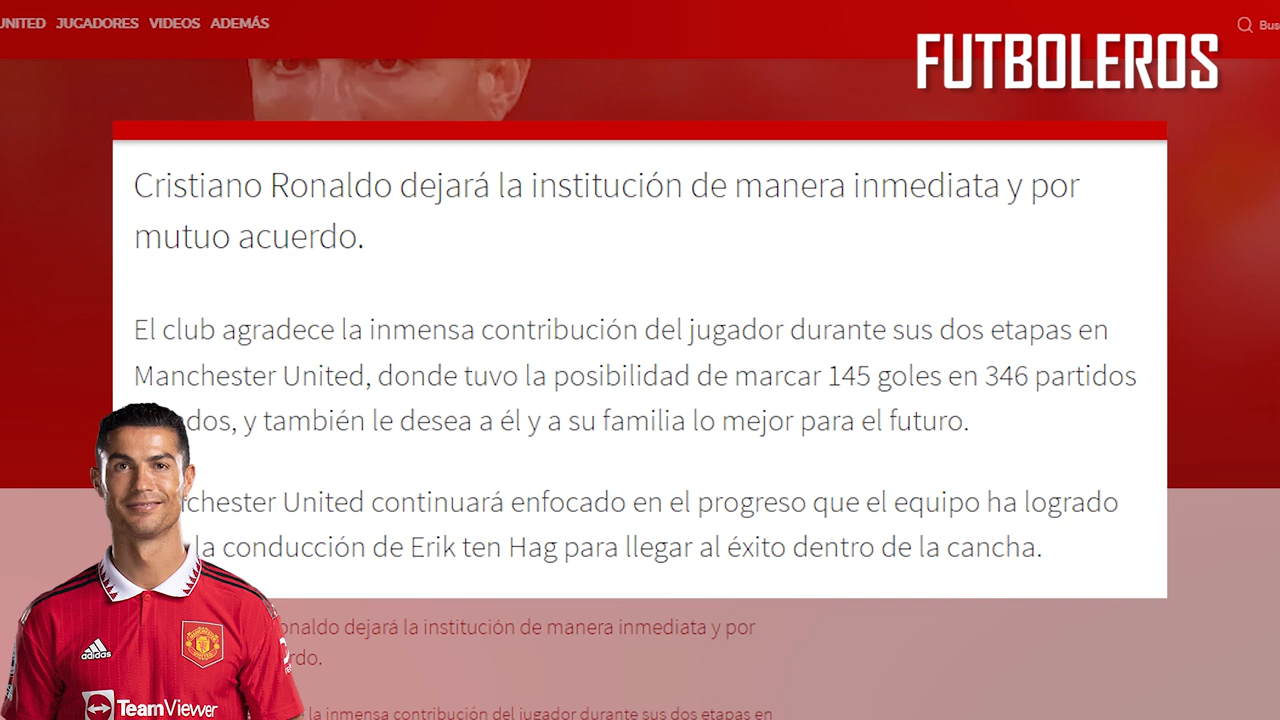 UNITED JUGADORES VIDEOS ADEMÁS
FUTBOLEROS
Cristiano Ronaldo dejará la institución de manera inmediata y por
mutuo acuerdo.
El club agradece la inmensa contribución del jugador durante sus dos etapas en
Manchester United, donde tuvo la posibilidad de marcar 145 goles en 346 partidos
y también le desea a él y a su familia lo mejor para el futuro.
United continuará enfocado en el progreso que el equipo ha logrado
la conducción de Erik ten Hag para llegar al éxito dentro de la cancha.
dejará la institución de manera inmediata y por
la inmensa contribución del jugador durante sus dos etapas en
adidas
MANCHESTER
UNITED
TeamViewer